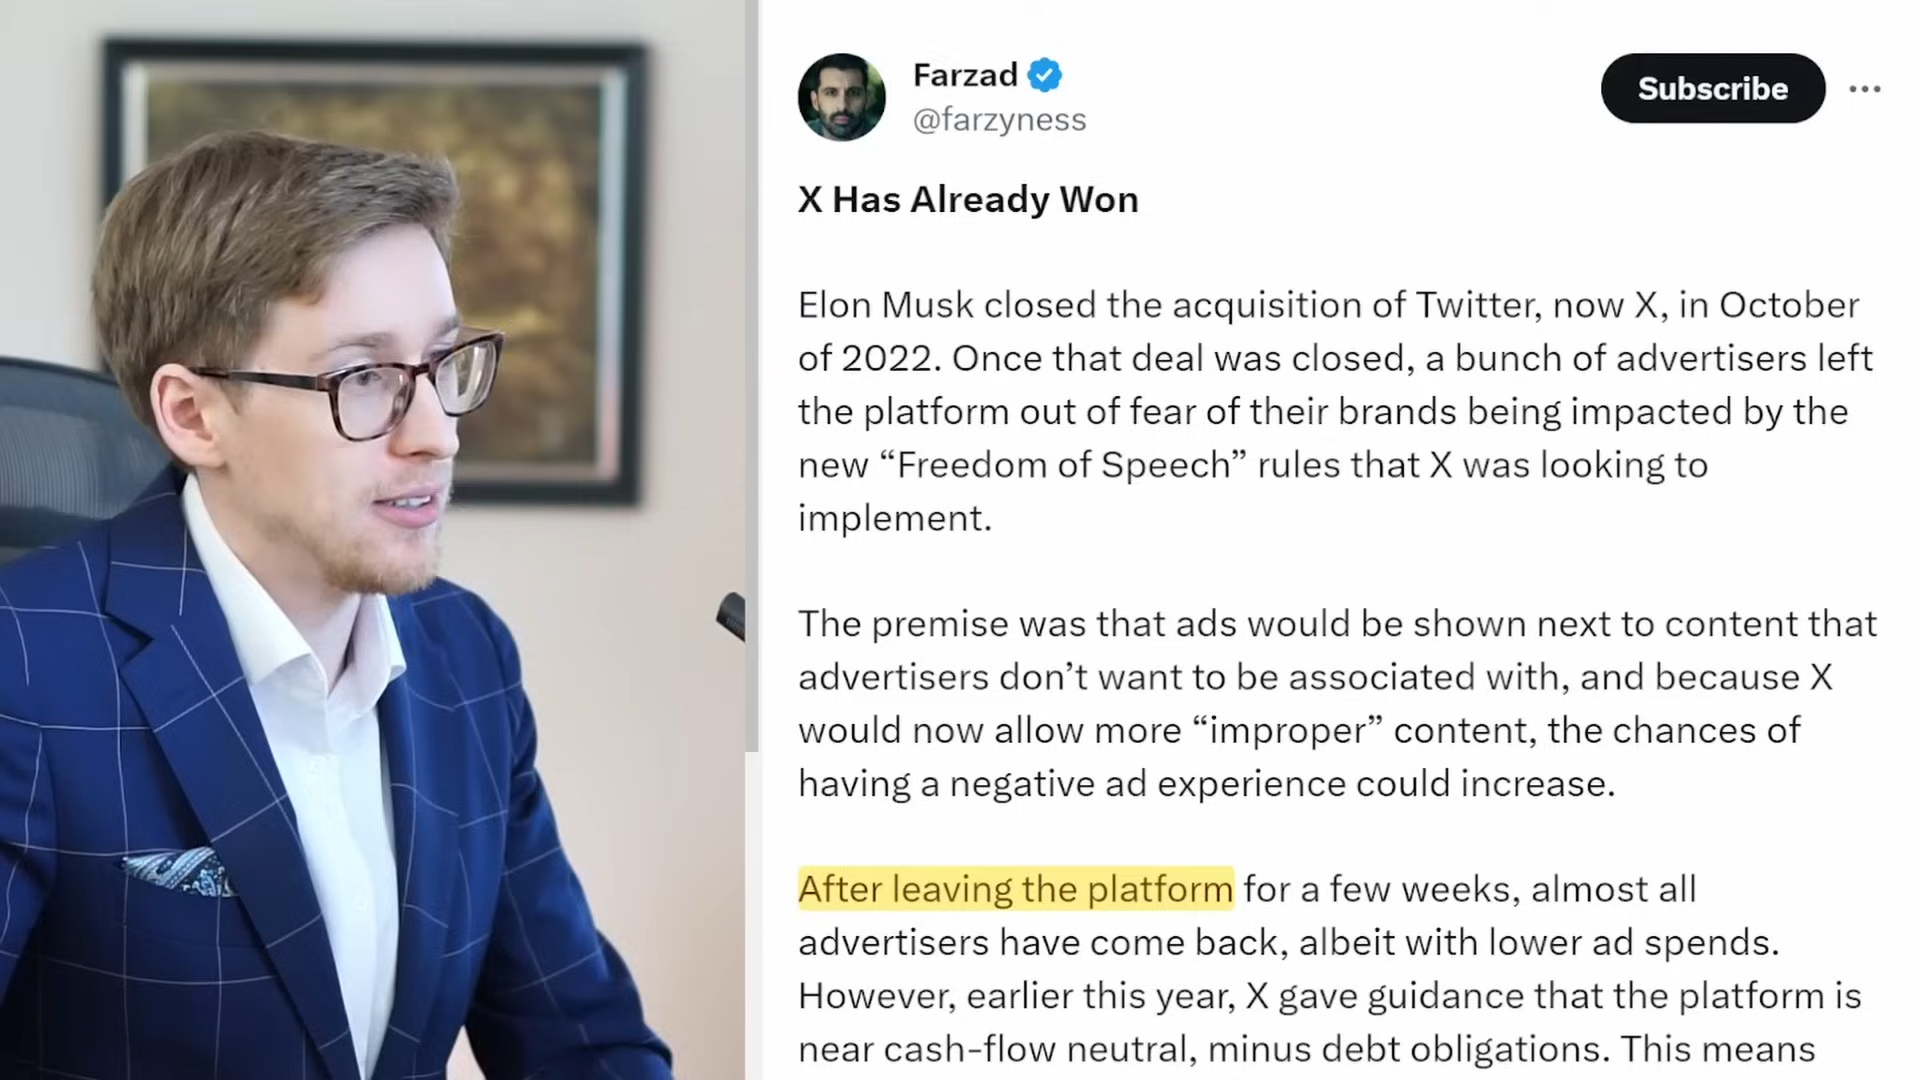 Farzad
@farzyness
Subscribe
X Has Already Won
Elon Musk closed the acquisition of Twitter, now X, in October
of 2022. Once that deal was closed, a bunch of advertisers left
the platform out of fear of their brands being impacted by the
new “Freedom of Speech” rules that X was looking to
implement.
The premise was that ads would be shown next to content that
advertisers don’t want to be associated with, and because X
would now allow more “improper” content, the chances of
having a negative ad experience could increase.
After leaving the platform for a few weeks, almost all
advertisers have come back, albeit with lower ad spends.
However, earlier this year, X gave guidance that the platform is
near cash-flow neutral, minus debt obligations. This means